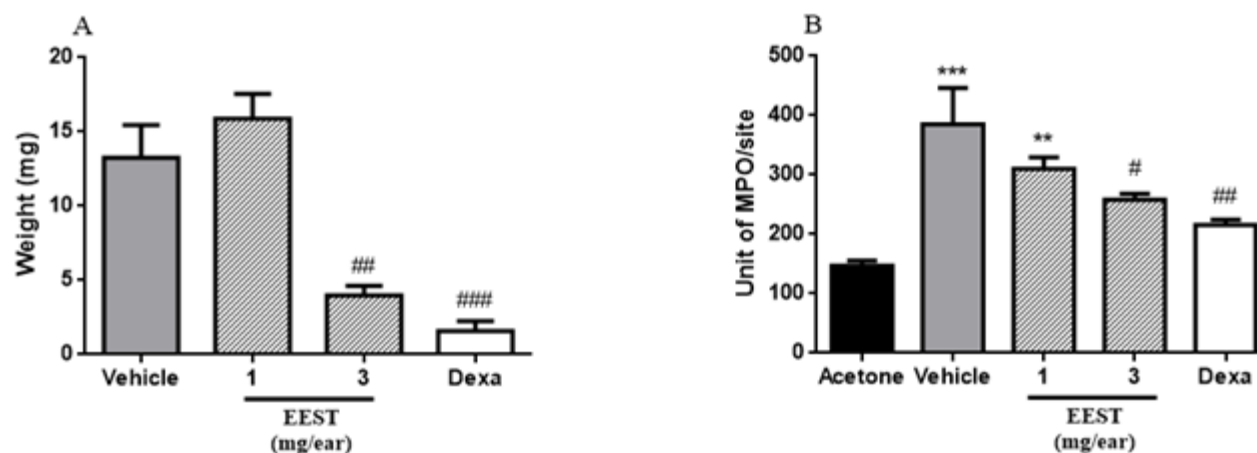 A
Weight (mg)
20
15
10
5
0
##
###
Vehicle
1
3
Dexa
EEST
(mg/ear)
B
Unit of MPO/site
500
400
300
200
100
0
***
**
#
##
Acetone
Vehicle
1
3
Dexa
EEST
(mg/ear)